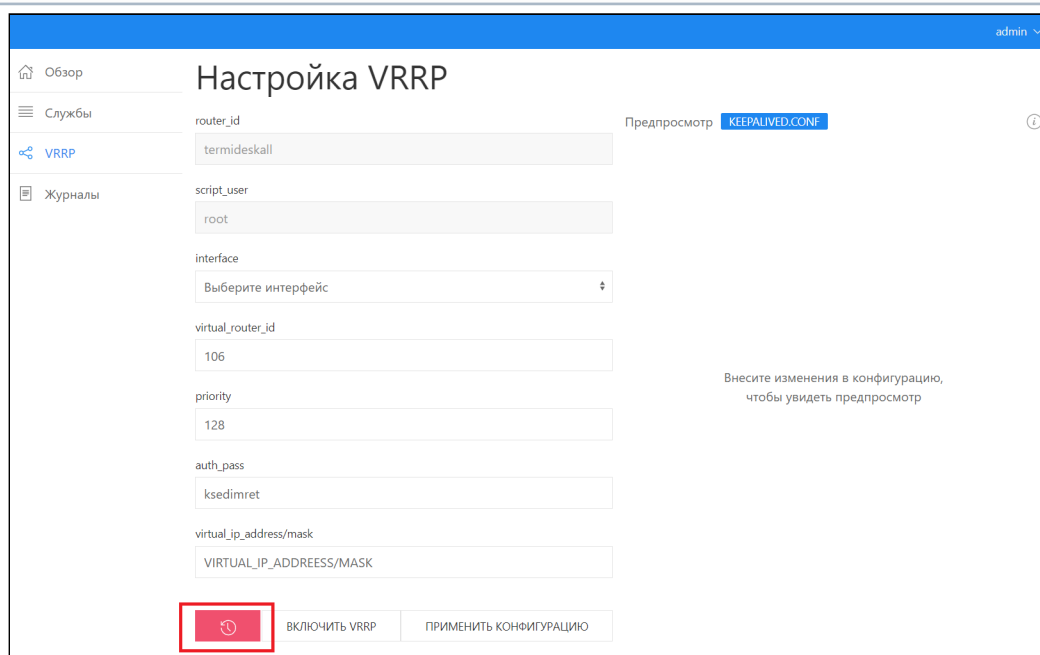 admin
Обзор
Службы
VRRP
Журналы
Настройка VRRP
router_id
termideskall
script_user
root
interface
Выберите интерфейс
virtual_router_id
106
priority
128
auth_pass
ksedimret
virtual_ip_address/mask
VIRTUAL_IP_ADDREESS/MASK
ВКЛЮЧИТЬ VRRP
ПРИМЕНИТЬ КОНФИГУРАЦИЮ
Предпросмотр KEEPALIVED.CONF
Внесите изменения в конфигурацию,
чтобы увидеть предпросмотр